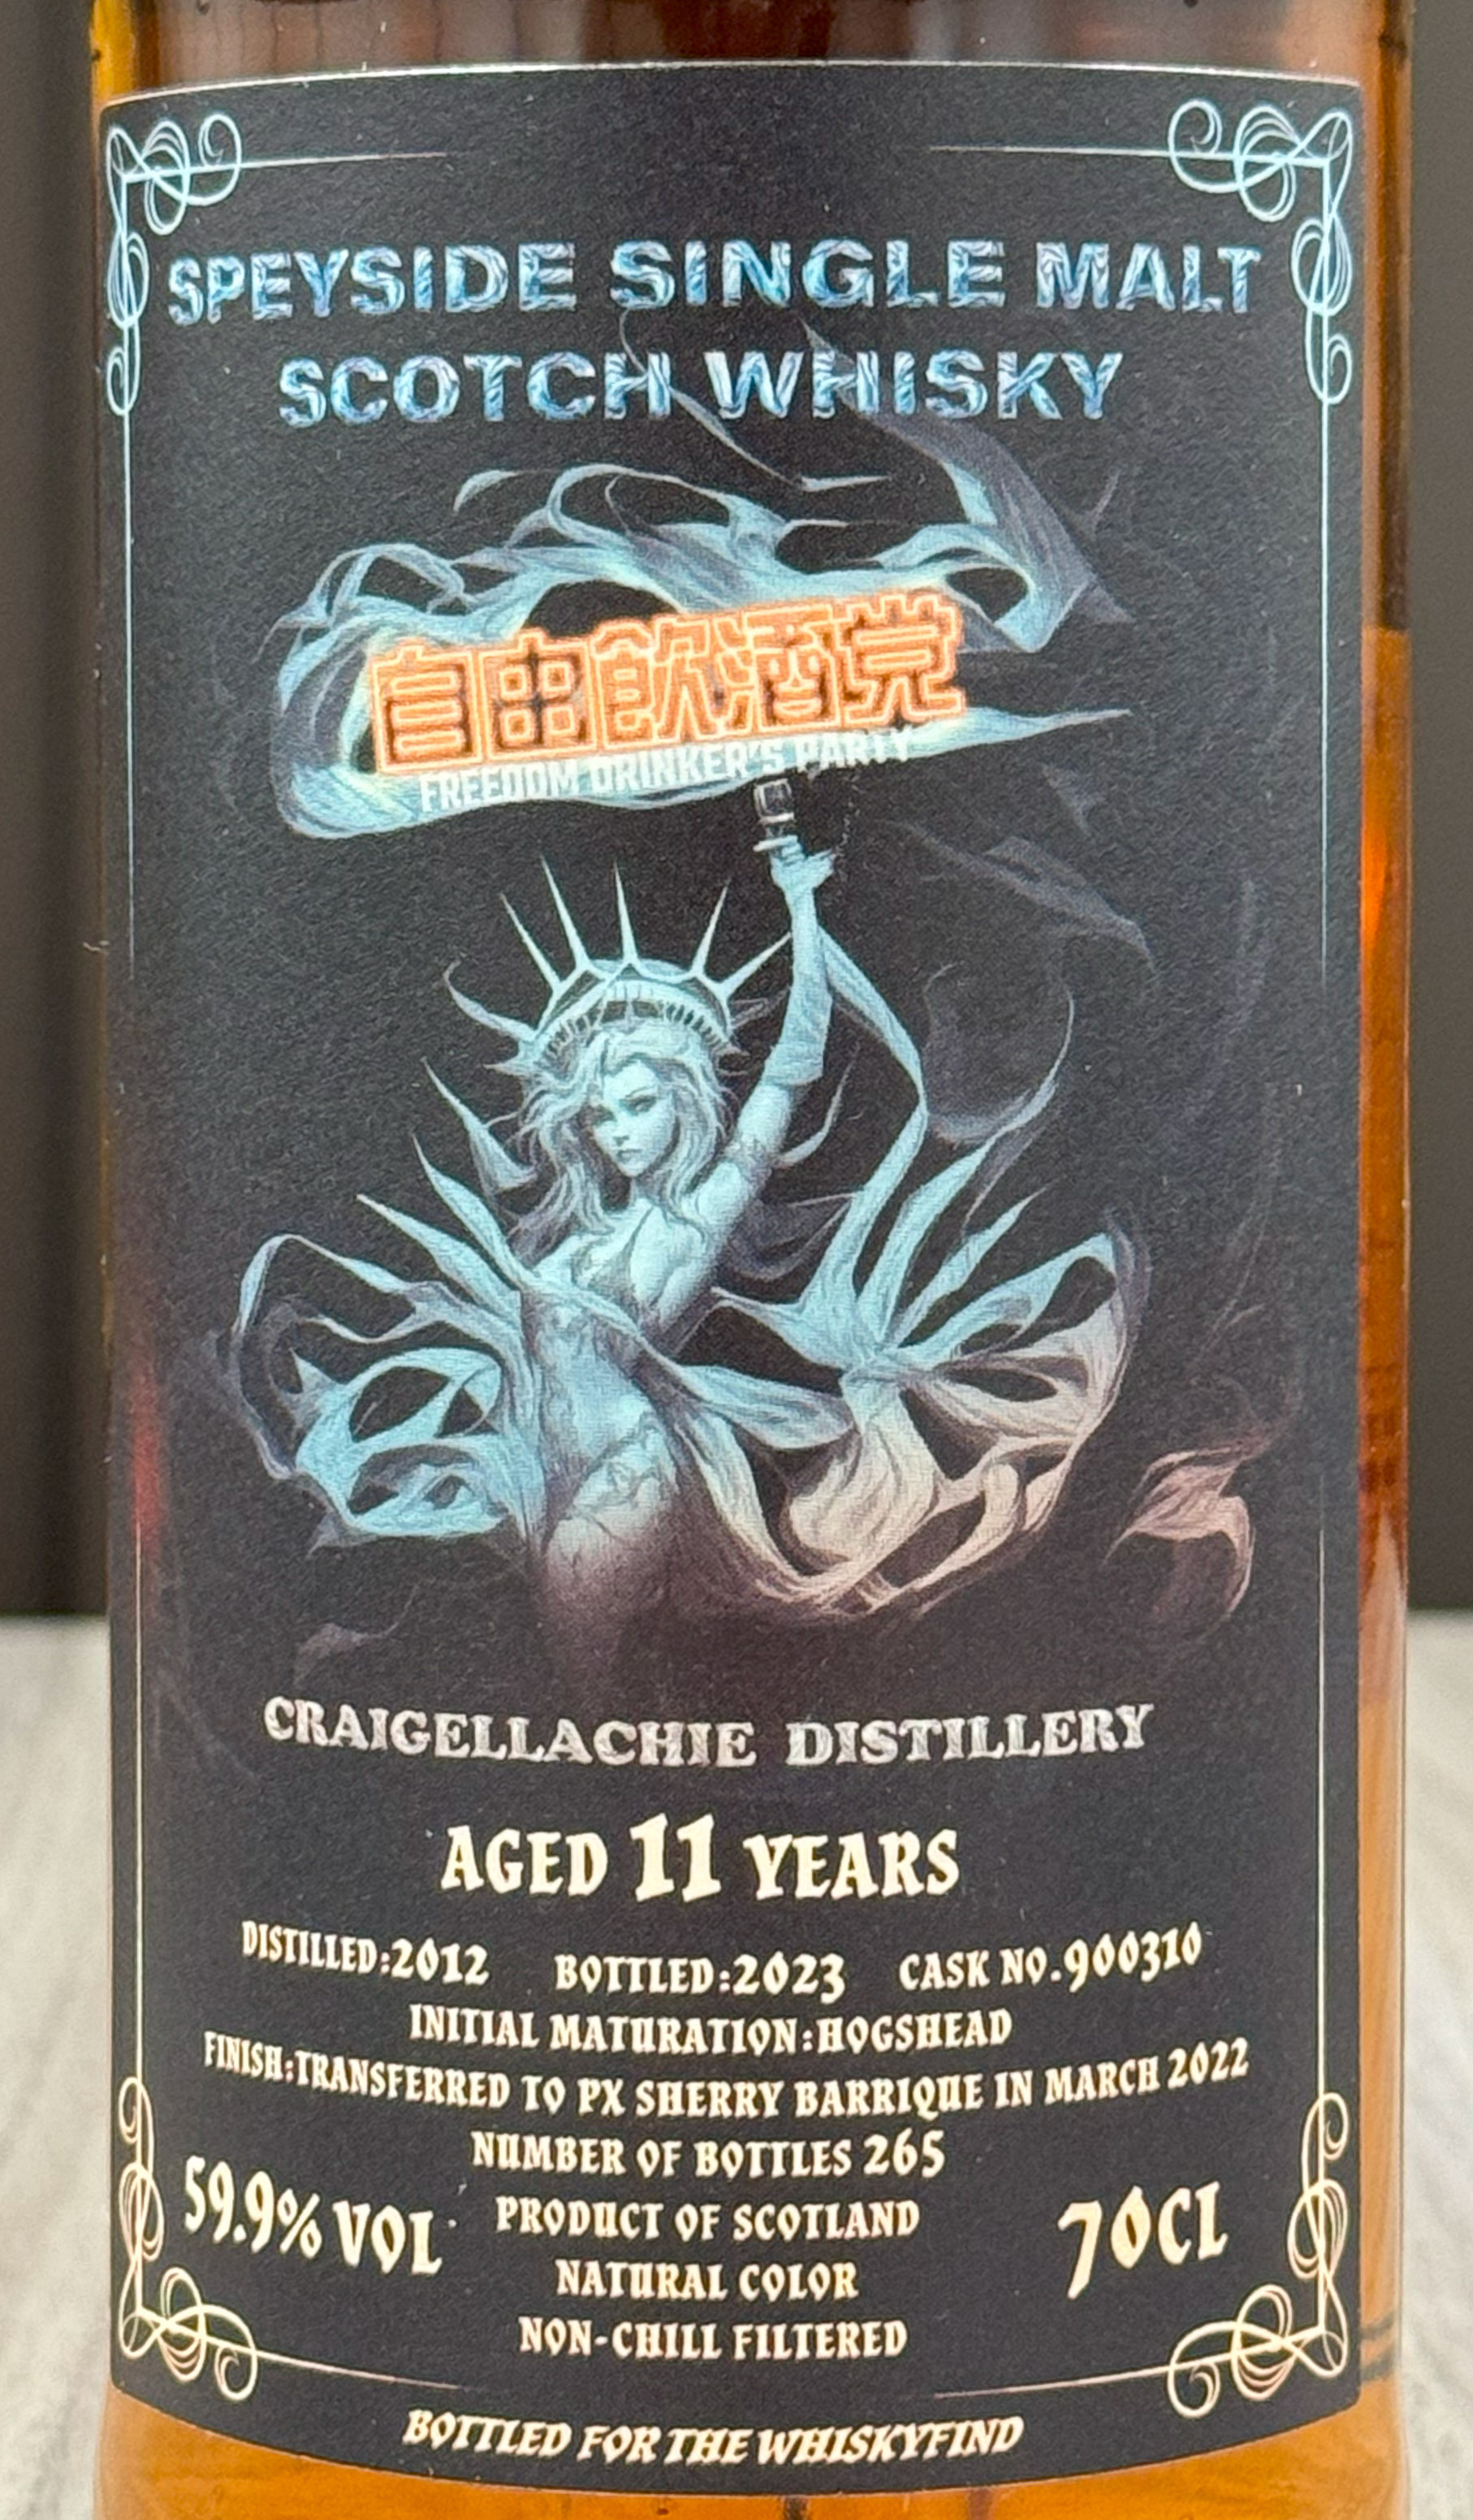 SPEYSIDE SINGLE MALT
SCOTCH WHISKY
自由飲酒党
FREEDOM DRINKER'S PARTY
CRAIGELLACHIE DISTILLERY
AGED 11 YEARS
DISTILLED:2012 BOTTLED:2023 CASK NO.900310
INITIAL MATURATION:HOGSHEAD
FINISH:TRANSFERRED TO PX SHERRY BARRIQUE IN MARCH 2022
NUMBER OF BOTTLES 265
59.9% VOL
PRODUCT OF SCOTLAND
70CL
NATURAL COLOR
NON-CHILL FILTERED
BOTTLED FOR THE WHISKYFIND